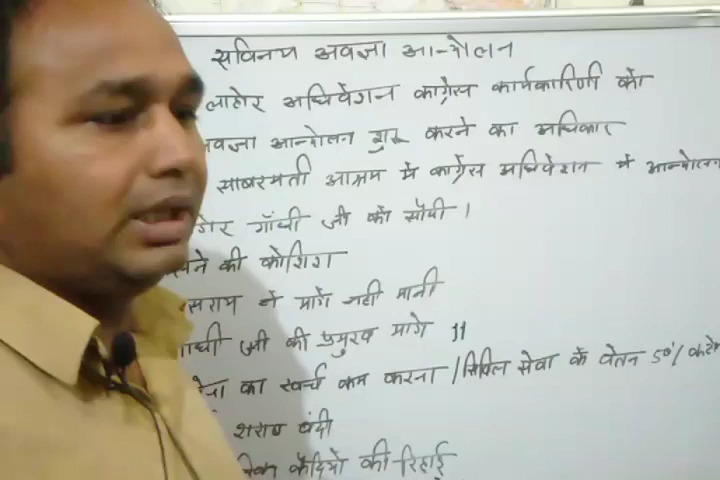 सविनय अवज्ञा आन्दोलन
लाहौर अधिवेशन कांग्रेस कार्यकारिणी को
अवज्ञा आन्दोलन शुरू करने का अधिकार
साबरमती आश्रम में कांग्रेस अधिवेशन में आन्दोलन
गाँधी जी को सौंपी ।
की कोशिश
ने मांगें नही मानी
जी की प्रमुख मांगे 11
का खर्च कम करना / सिविल सेवा के वेतन 50%
शराब बंदी
कैदियो की रिहाई